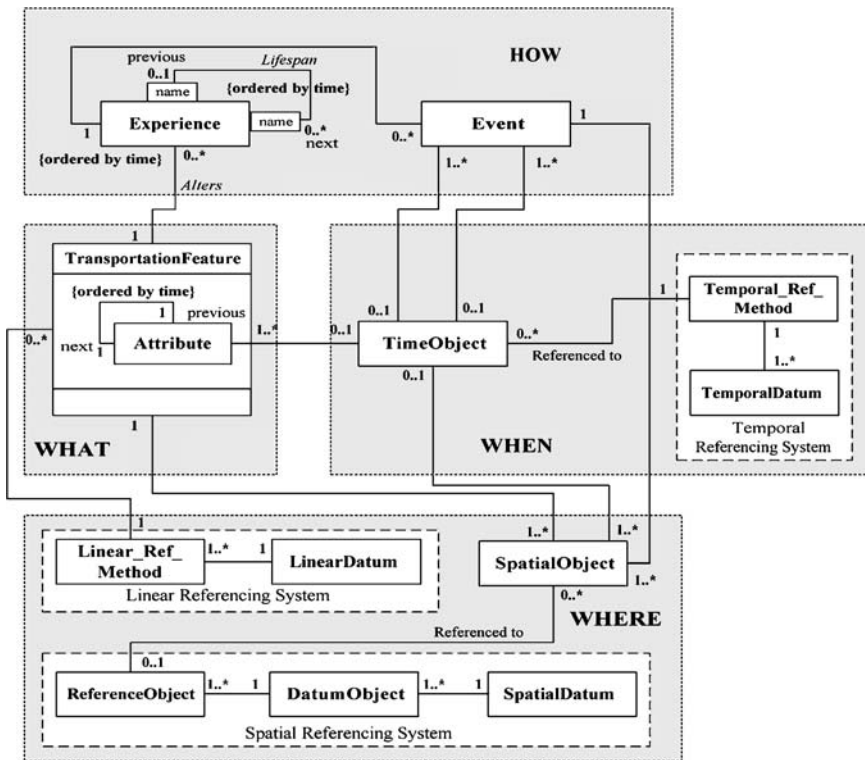 HOW
previous
Lifespan
0..1
{ordered by time}
name
Experience
name
0..*
next
1
{ordered by time}
0..*
Event
1
0..*
1..*
1..*
Alters
1
TransportationFeature
{ordered by time}
1
previous
next
1
Attribute
1..*
0..*
1
WHAT
0..1
0..1
0..1
TimeObject
0..*
Referenced to
0..1
1
Temporal_Ref_
Method
1
1..*
TemporalDatum
Temporal
Referencing System
WHEN
1
Linear_Ref_
Method
1..*
1
LinearDatum
Linear Referencing System
1..*
1..*
SpatialObject
1..*
0..*
WHERE
Referenced to
0..1
ReferenceObject
1..*
1
DatumObject
1..*
1
SpatialDatum
Spatial Referencing System